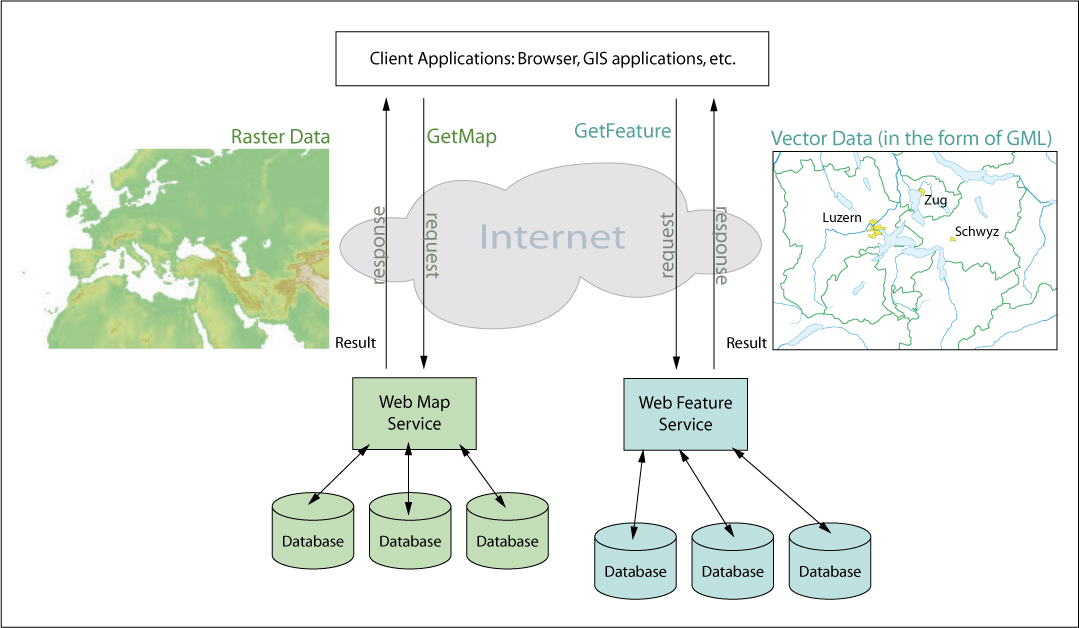 Client Applications: Browser, GIS applications, etc.
Raster Data
GetMap
GetFeature
Vector Data (in the form of GML)
response
request
Internet
request
response
Luzern
Zug
Schwyz
Result
Result
Web Map
Service
Web Feature
Service
Database
Database
Database
Database
Database
Database